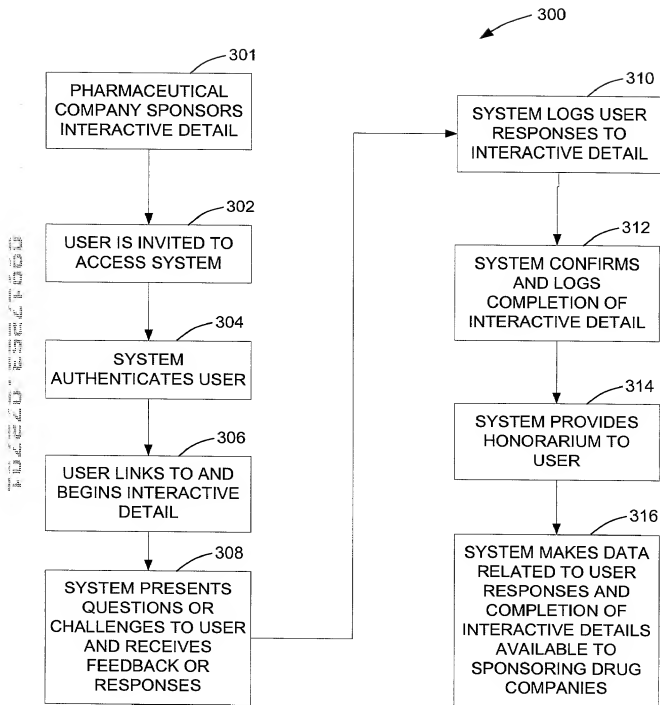 300
301
PHARMACEUTICAL
COMPANY SPONSORS
INTERACTIVE DETAIL
302
USER IS INVITED TO
ACCESS SYSTEM
304
SYSTEM
AUTHENTICATES USER
306
USER LINKS TO AND
BEGINS INTERACTIVE
DETAIL
308
SYSTEM PRESENTS
QUESTIONS OR
CHALLENGES TO USER
AND RECEIVES
FEEDBACK OR
RESPONSES
310
SYSTEM LOGS USER
RESPONSES TO
INTERACTIVE DETAIL
312
SYSTEM CONFIRMS
AND LOGS
COMPLETION OF
INTERACTIVE DETAIL
314
SYSTEM PROVIDES
HONORARIUM TO
USER
316
SYSTEM MAKES DATA
RELATED TO USER
RESPONSES AND
COMPLETION OF
INTERACTIVE DETAILS
AVAILABLE TO
SPONSORING DRUG
COMPANIES